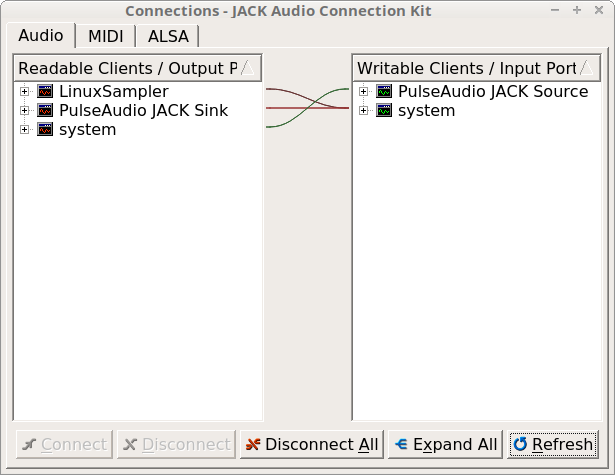 Connections - JACK Audio Connection Kit
Audio MIDI ALSA
Readable Clients / Output P
Writable Clients / Input Port
LinuxSampler
PulseAudio JACK Sink
system
PulseAudio JACK Source
system
Connect Disconnect Disconnect All Expand All Refresh